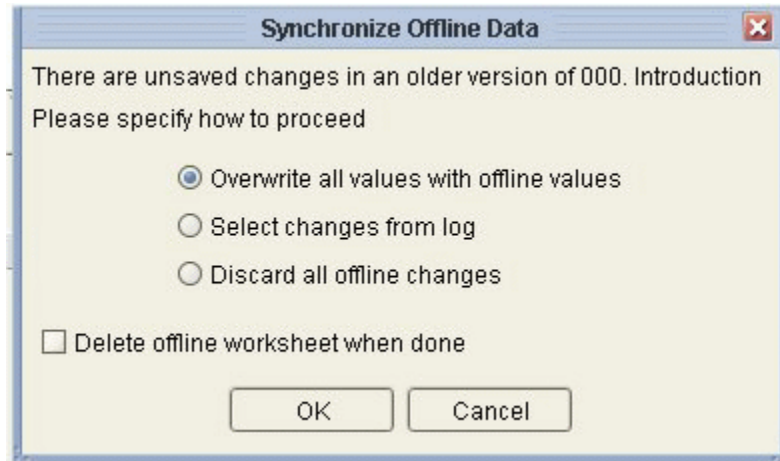 Synchronize Offline Data
There are unsaved changes in an older version of 000. Introduction
Please specify how to proceed
Overwrite all values with offline values
Select changes from log
Discard all offline changes
Delete offline worksheet when done
OK
Cancel